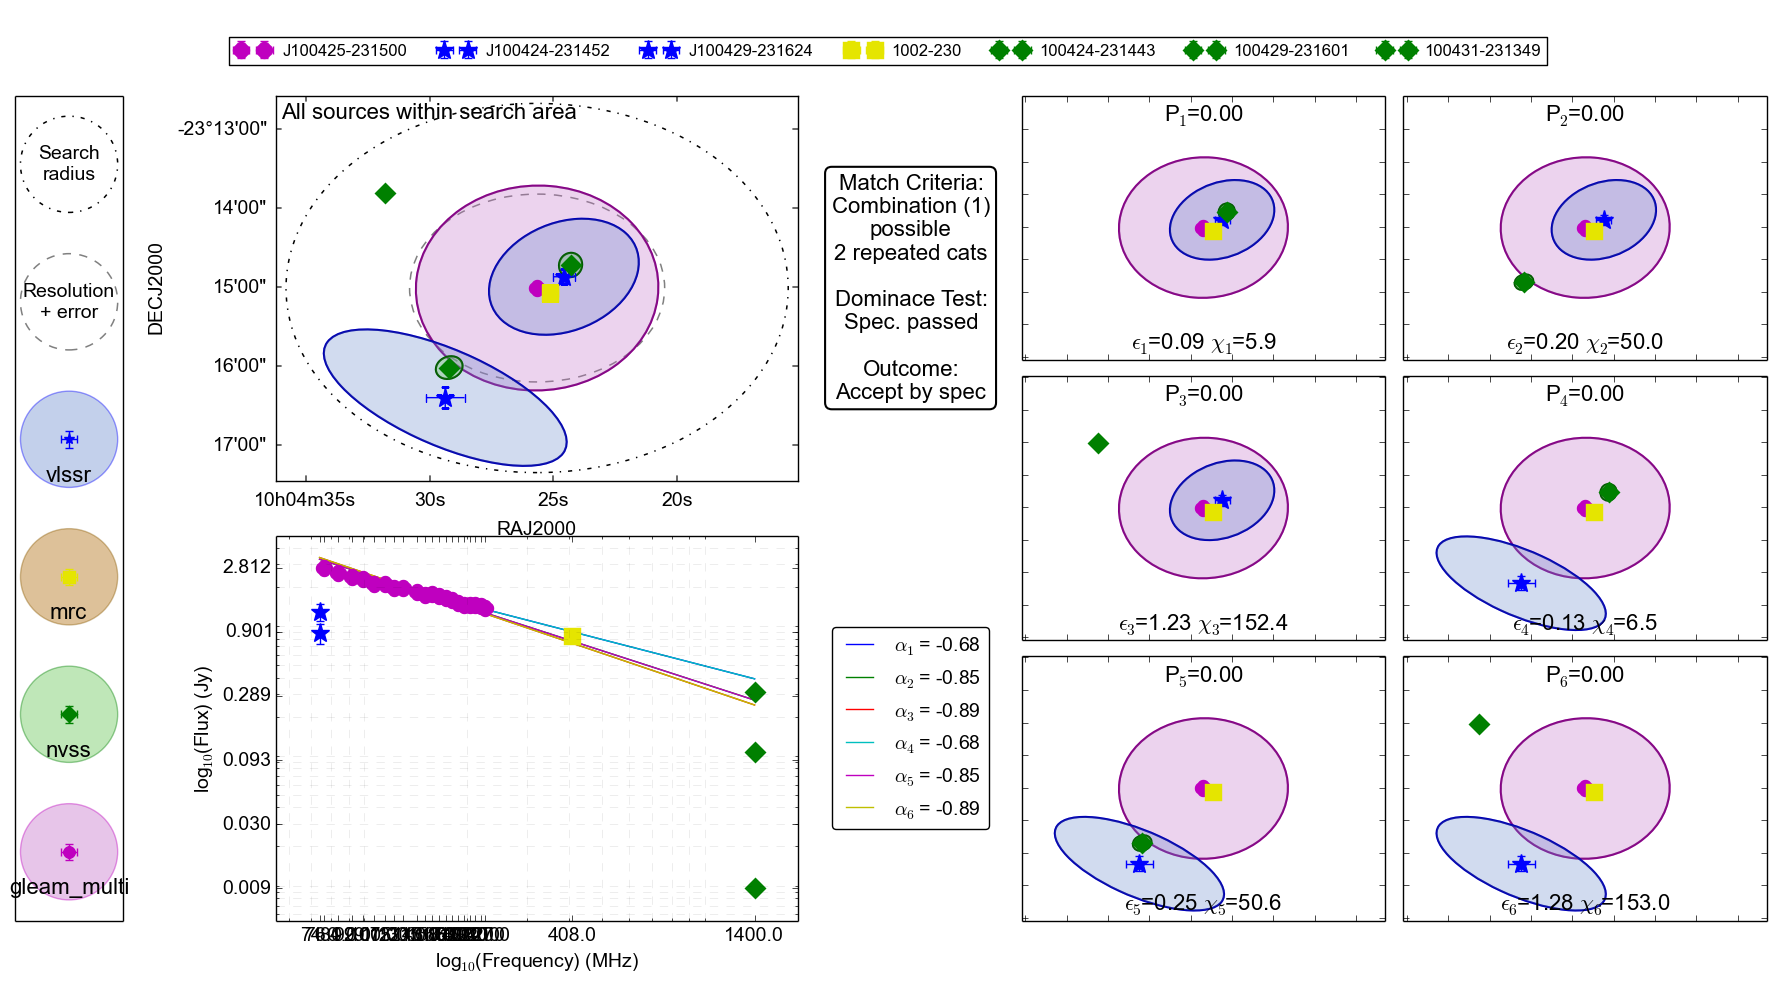 J100425-231500 J100424-231452 J100429-231624 1002-230 100424-231443 100429-231601 100431-231349
Search
radius
Resolution
+ error
vlssr
mrc
nvss
gleam_multi
All sources within search area
DECJ2000
-23°13'00"
14'00"
15'00"
16'00"
17'00"
10h04m35s 30s 25s 20s
RAJ2000
Match Criteria:
Combination (1)
possible
2 repeated cats
Dominace Test:
Spec. passed
Outcome:
Accept by spec
log10(Flux) (Jy)
2.812
0.901
0.289
0.093
0.030
0.009
408.0 1400.0
log10(Frequency) (MHz)
α1 = -0.68
α2 = -0.85
α3 = -0.89
α4 = -0.68
α5 = -0.85
α6 = -0.89
P1=0.00
ϵ1=0.09 χ1=5.9
P2=0.00
ϵ2=0.20 χ2=50.0
P3=0.00
ϵ3=1.23 χ3=152.4
P4=0.00
ϵ4=0.13 χ4=6.5
P5=0.00
ϵ5=0.25 χ5=50.6
P6=0.00
ϵ6=1.28 χ6=153.0